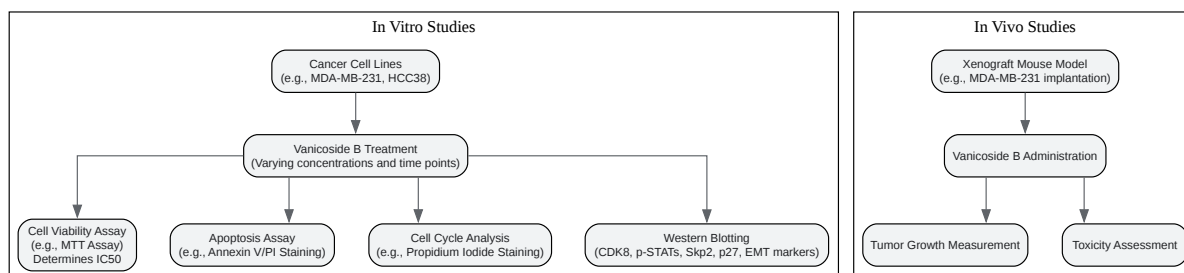 In Vitro Studies
Cancer Cell Lines
(e.g., MDA-MB-231, HCC38)
Vanicoside B Treatment
(Varying concentrations and time points)
Cell Viability Assay
(e.g., MTT Assay)
Determines IC50
Apoptosis Assay
(e.g., Annexin V/PI Staining)
Cell Cycle Analysis
(e.g., Propidium Iodide Staining)
Western Blotting
(CDK8, p-STATs, Skp2, p27, EMT markers)
In Vivo Studies
Xenograft Mouse Model
(e.g., MDA-MB-231 implantation)
Vanicoside B Administration
Tumor Growth Measurement
Toxicity Assessment